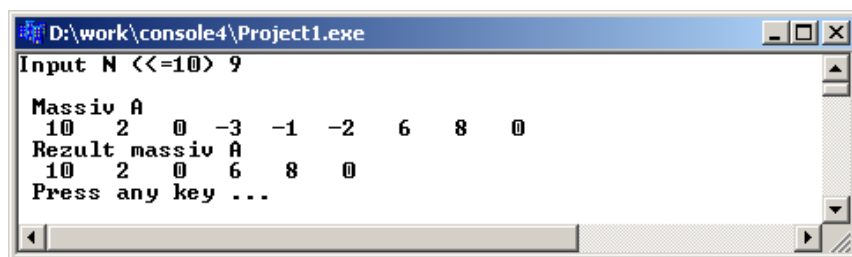 D:\work\console4\Project1.exe
Input N (<=10) 9
Massiv A
10 2 0 -3 -1 -2 6 8 0
Rezult massiv A
10 2 0 6 8 0
Press any key ...